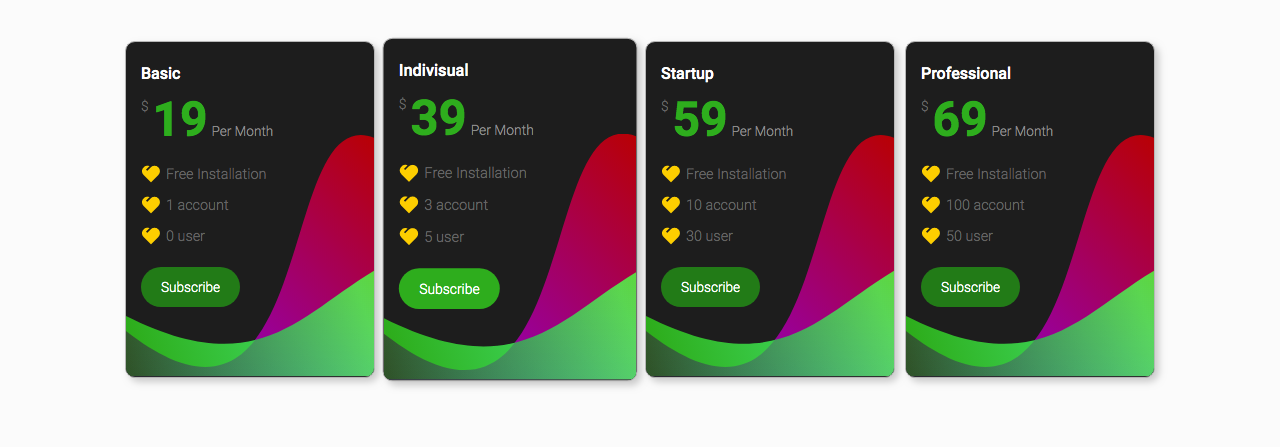 Basic
$ 19 Per Month
Free Installation
1 account
0 user
Subscribe
Indivisual
$ 39 Per Month
Free Installation
3 account
5 user
Subscribe
Startup
$ 59 Per Month
Free Installation
10 account
30 user
Subscribe
Professional
$ 69 Per Month
Free Installation
100 account
50 user
Subscribe